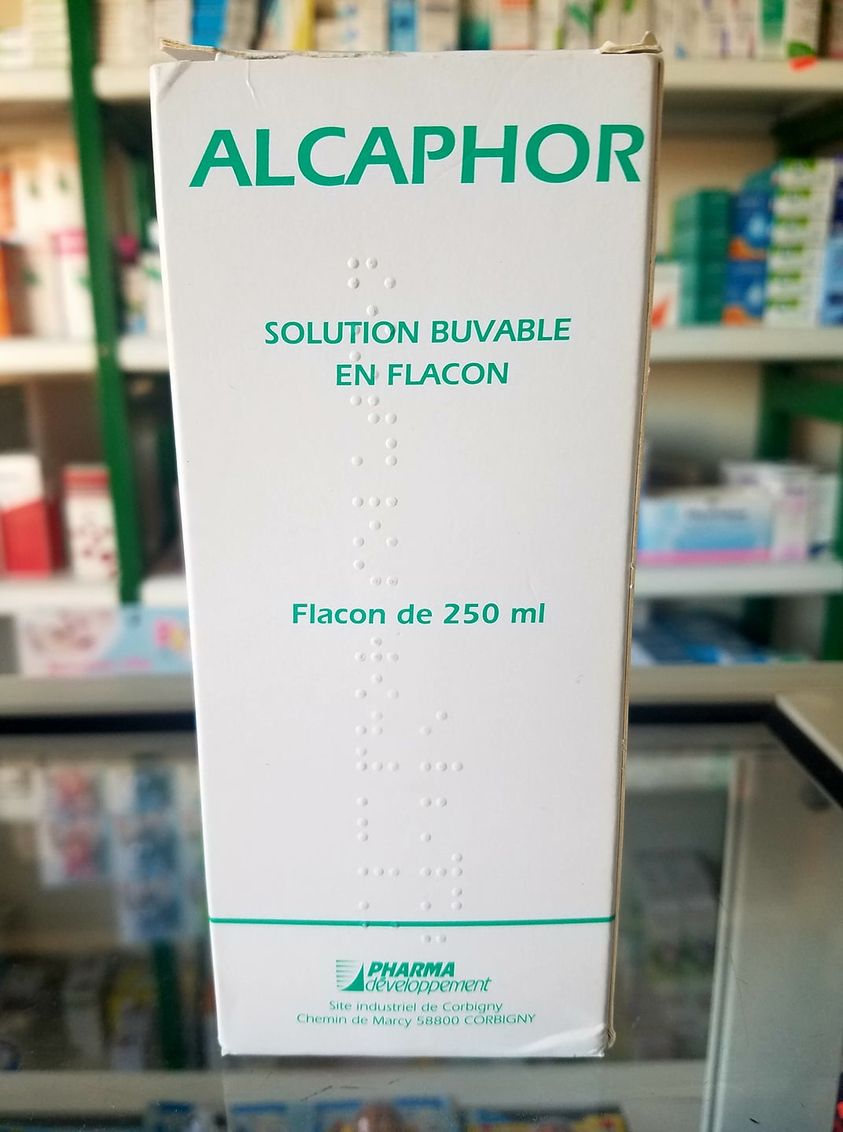 ALCAPHOR
SOLUTION BUVABLE
EN FLACON
Flacon de 250 ml
PHARMA
développement
Site industriel de Corbigny
Chemin de Marcy 58800 CORBIGNY